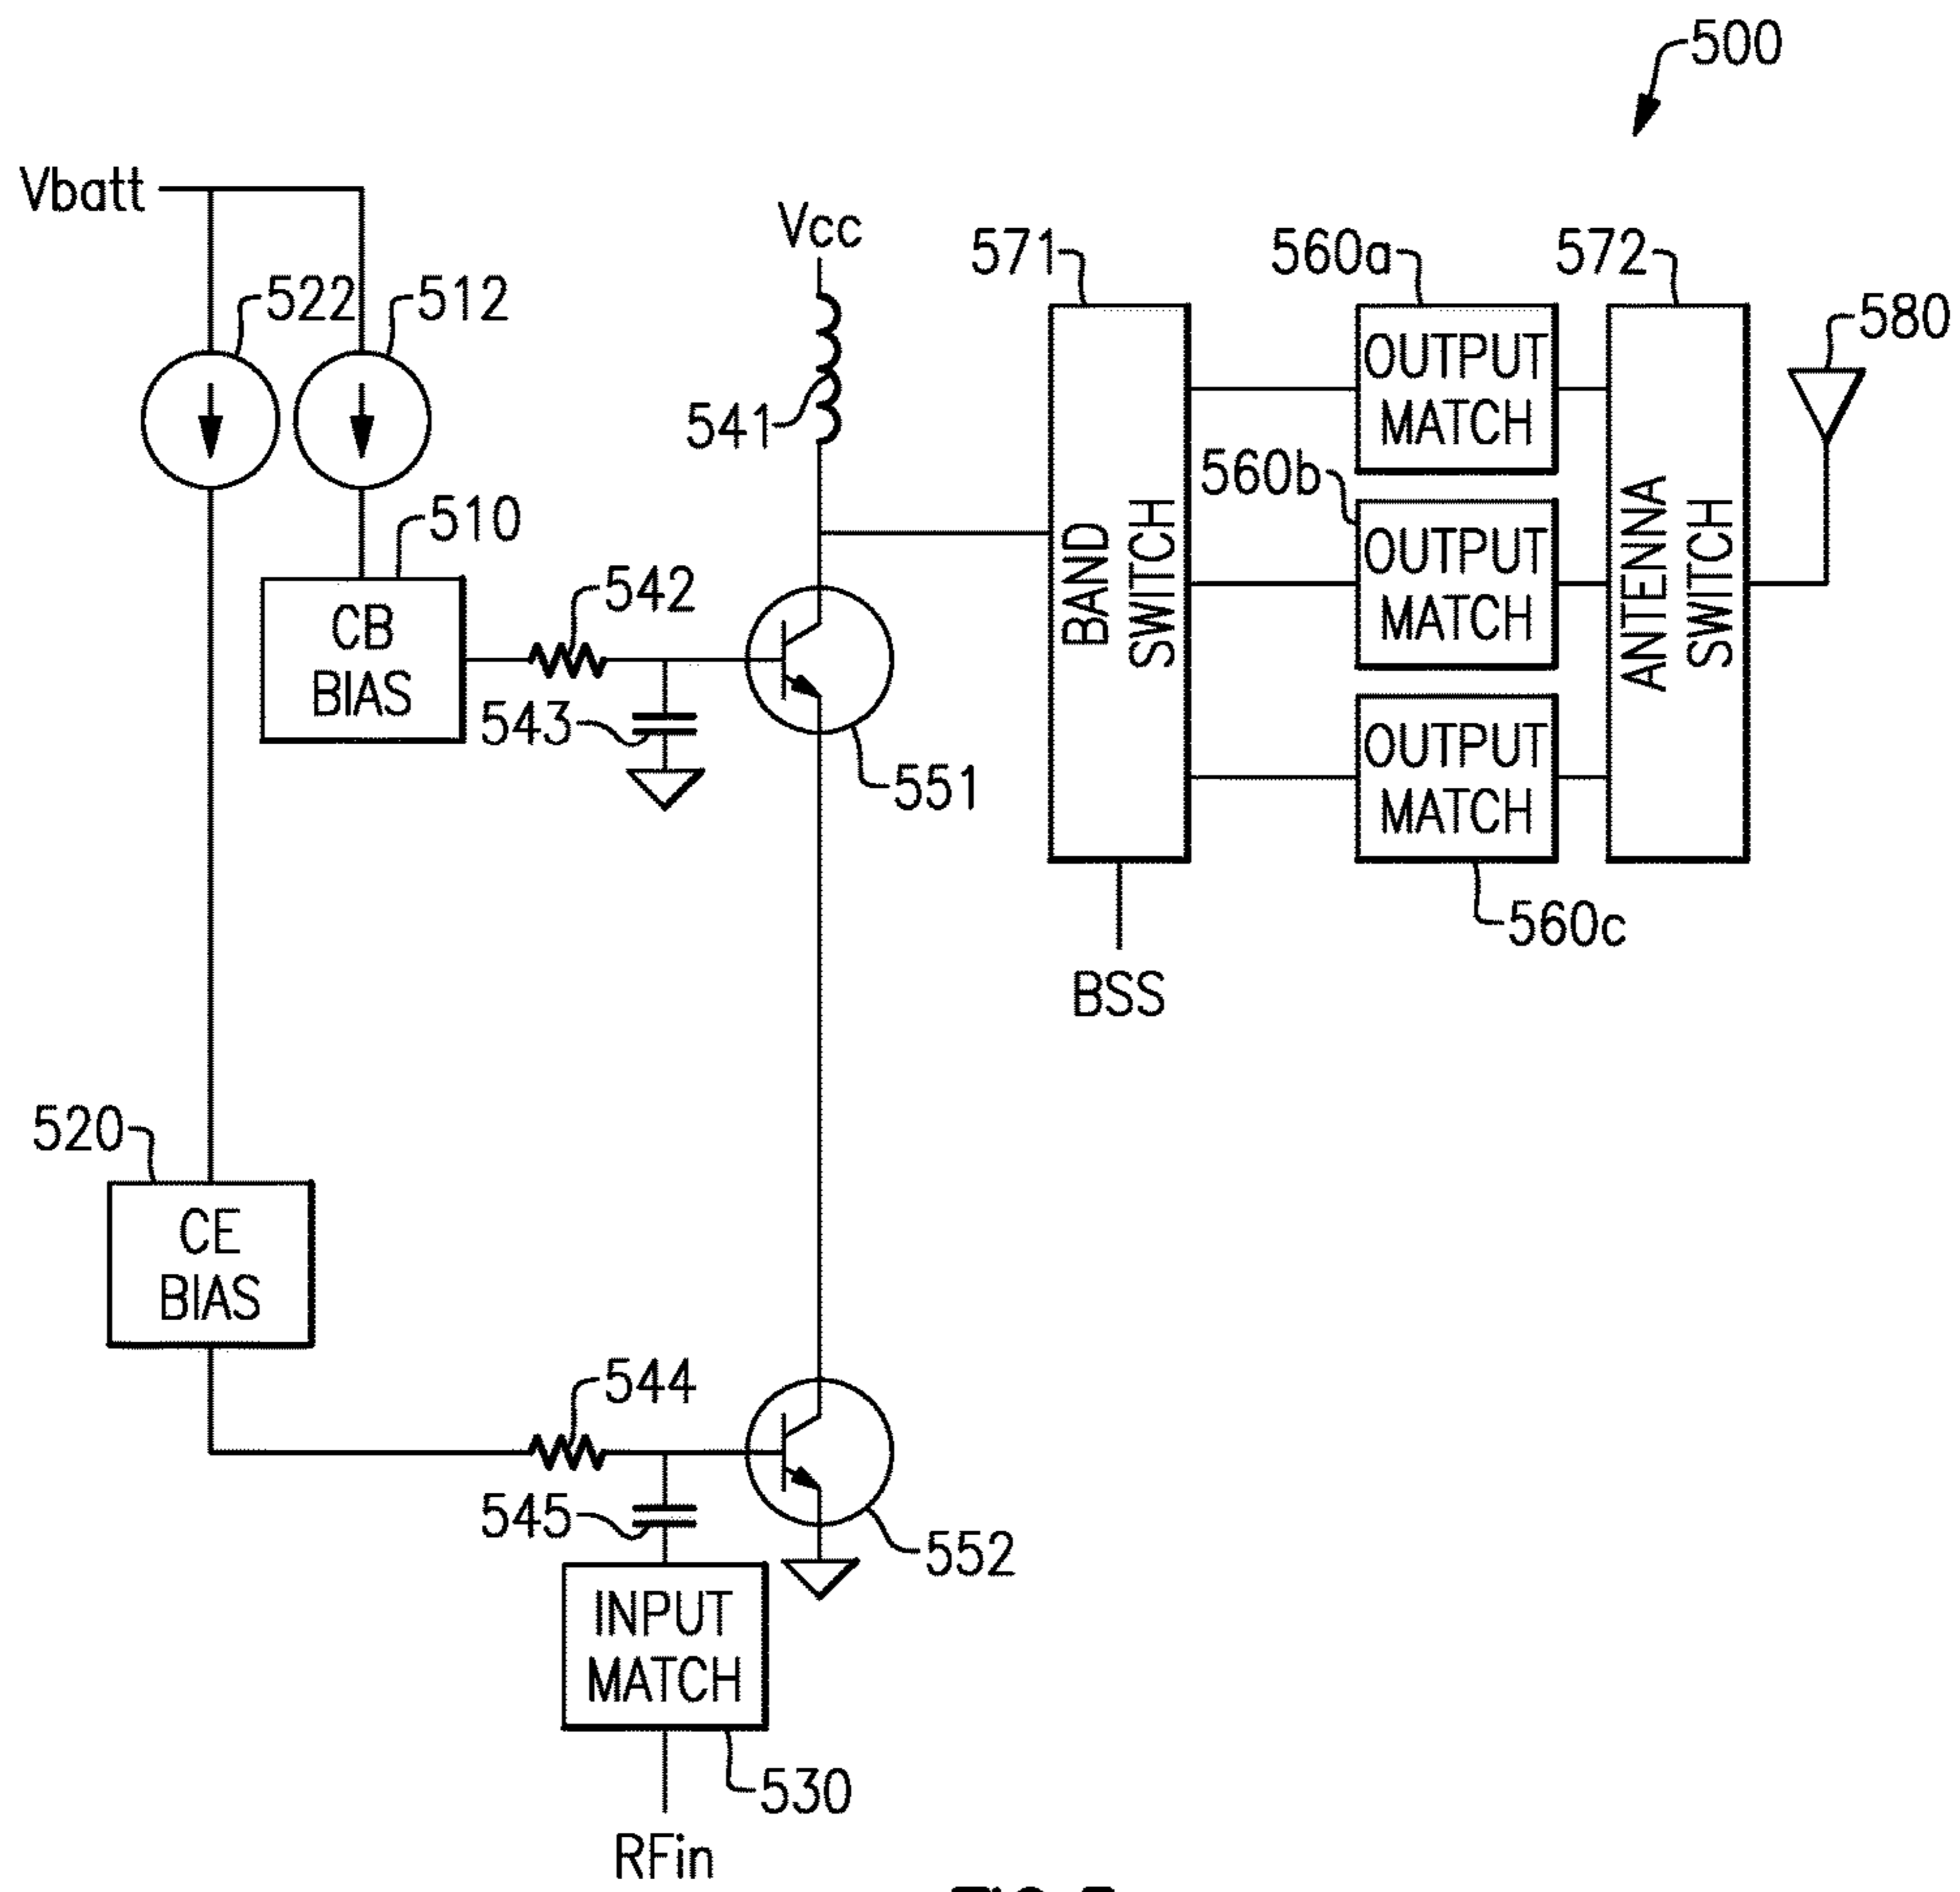 500
Vbatt
Vcc
571
560a
572
522
512
580
541
OUTPUT
MATCH
560b
510
BAND
SWITCH
OUTPUT
MATCH
ANTENNA
SWITCH
542
CB
BIAS
543
551
OUTPUT
MATCH
560c
BSS
520
CE
BIAS
544
545
552
INPUT
MATCH
530
RFin